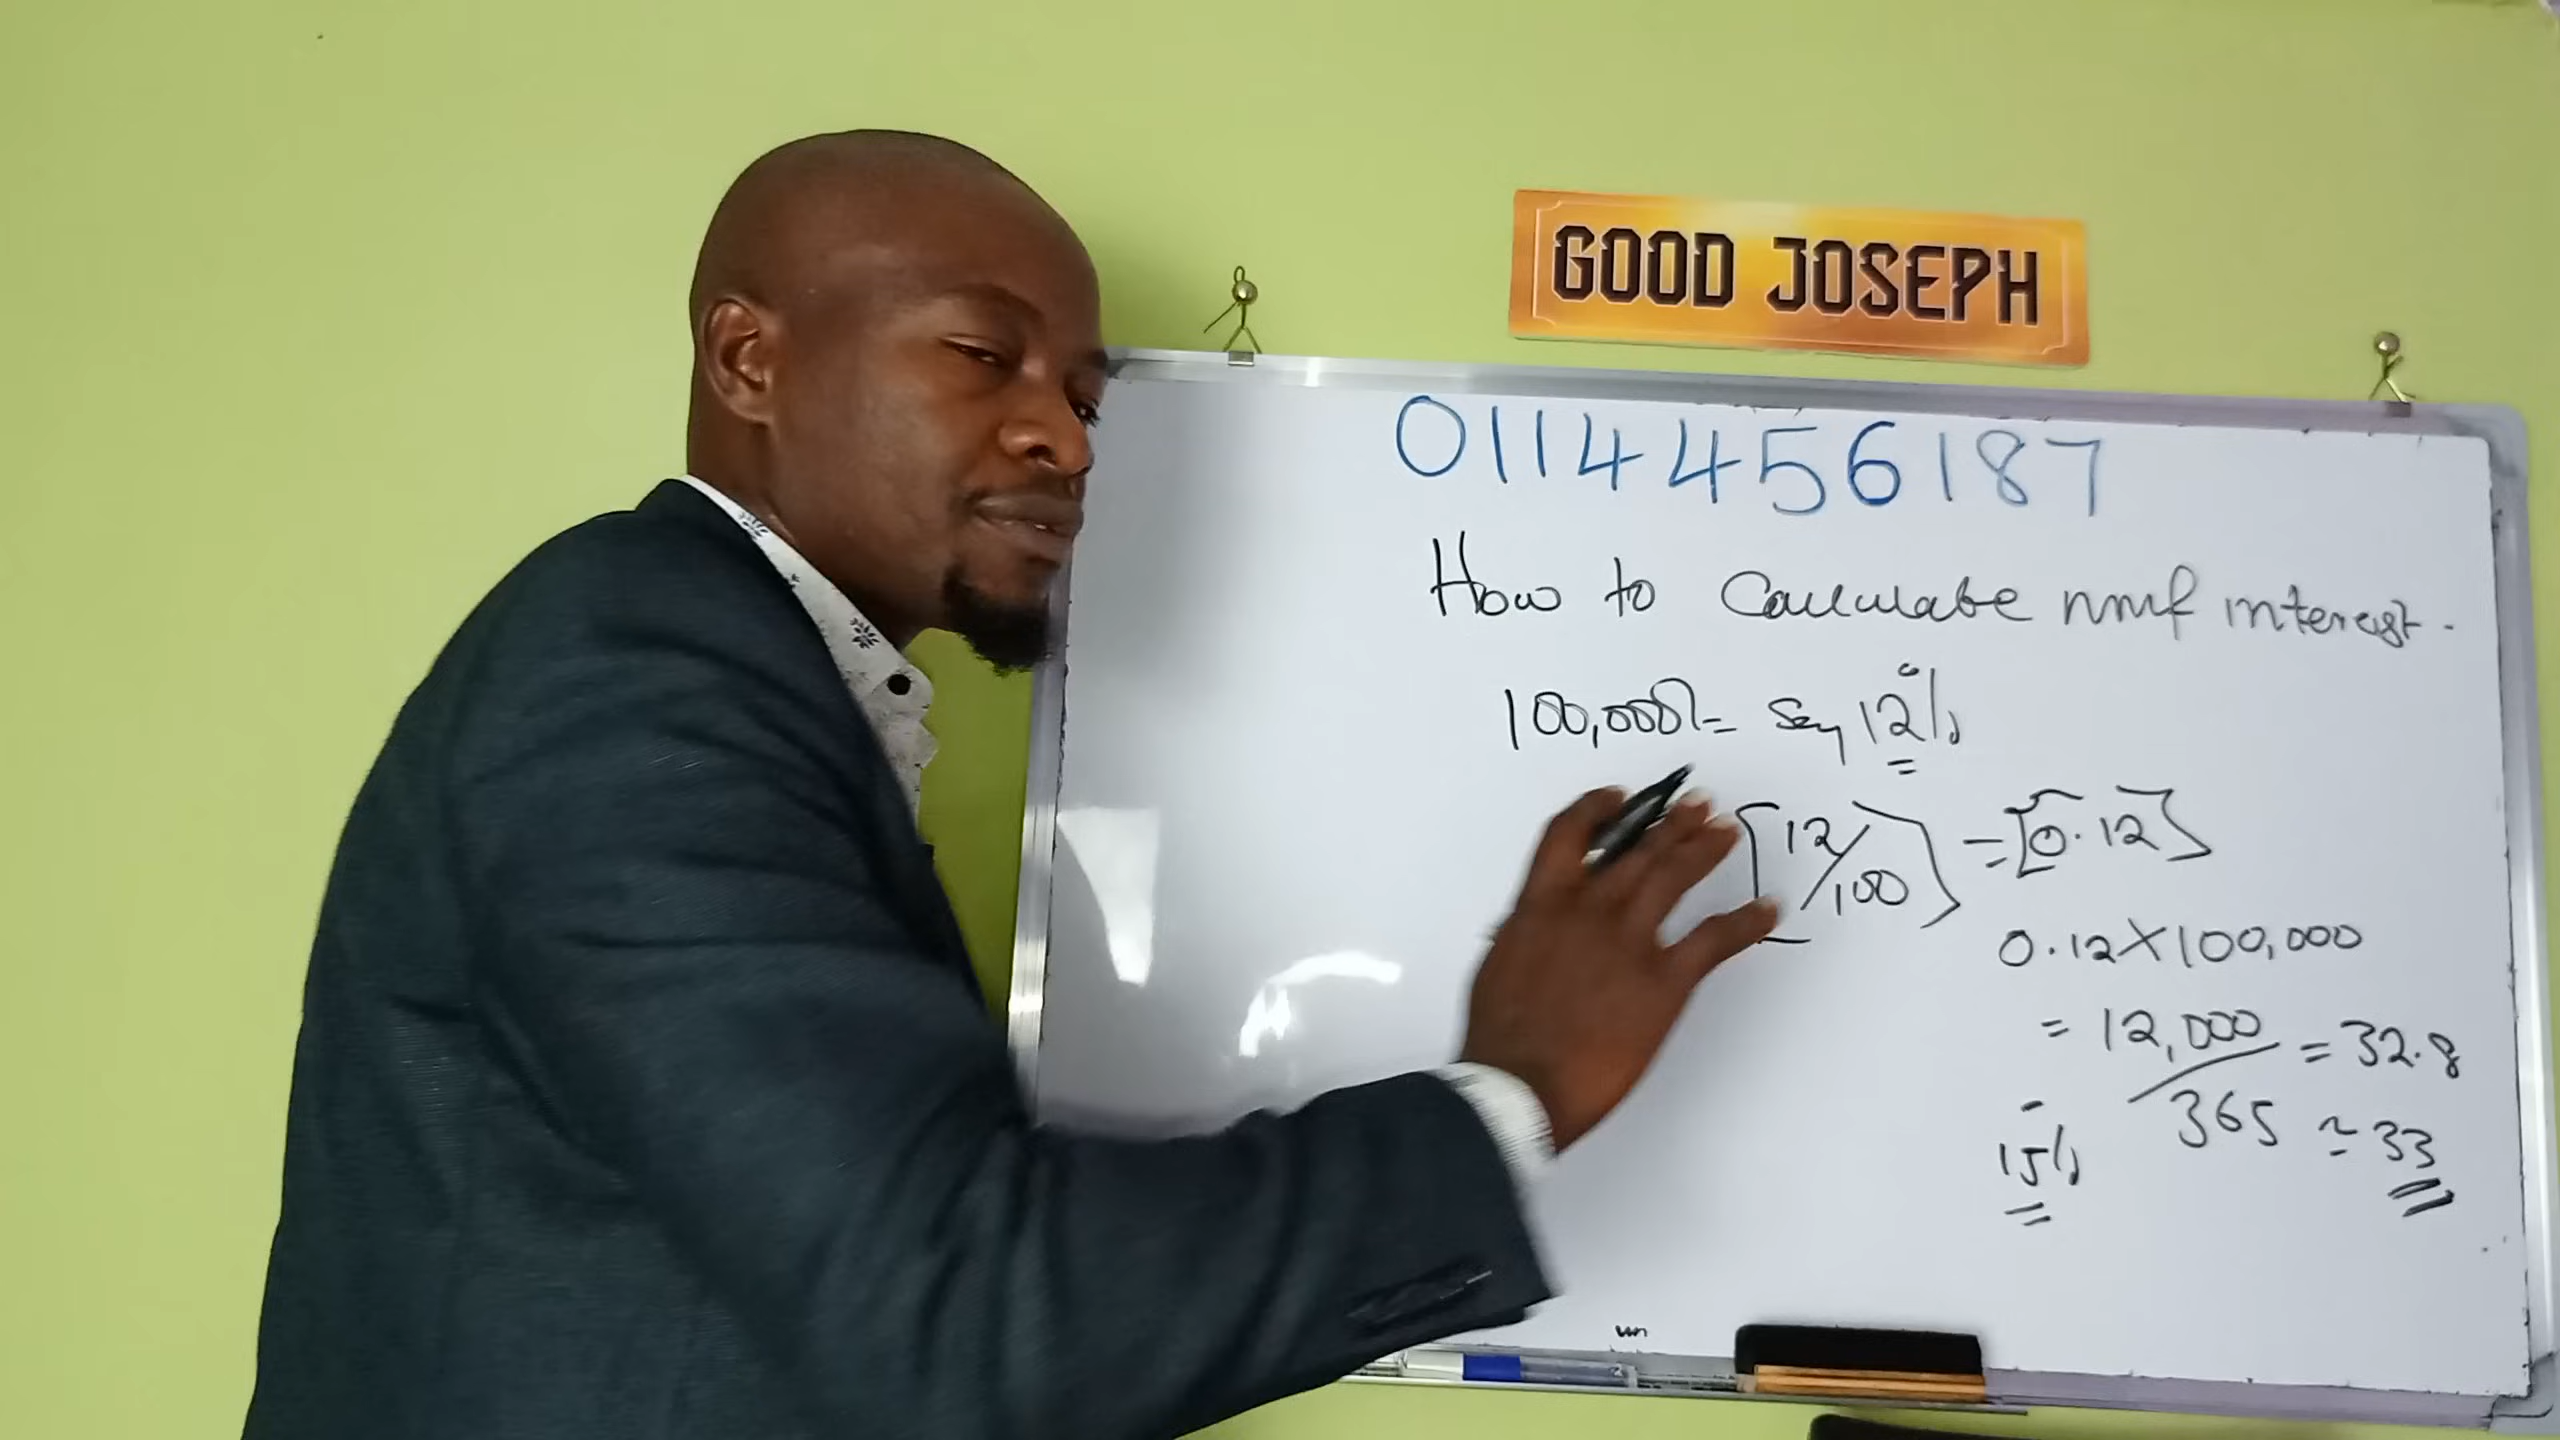 GOOD JOSEPH
0114456187
How to Calculate mmf interest.
100,000/= Say 12%
[12/100] = [0.12]
0.12 X 100,000
= 12,000/365 = 32.8
15%
≈ 33